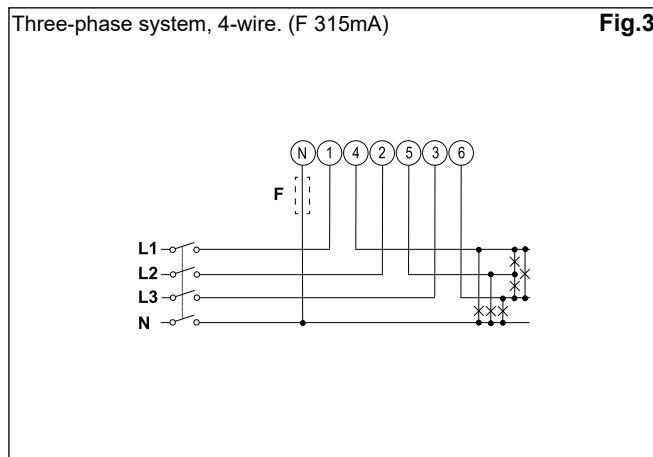 Three-phase system, 4-wire. (F 315mA) Fig.3
N 1 4 2 5 3 6
F
L1
L2
L3
N